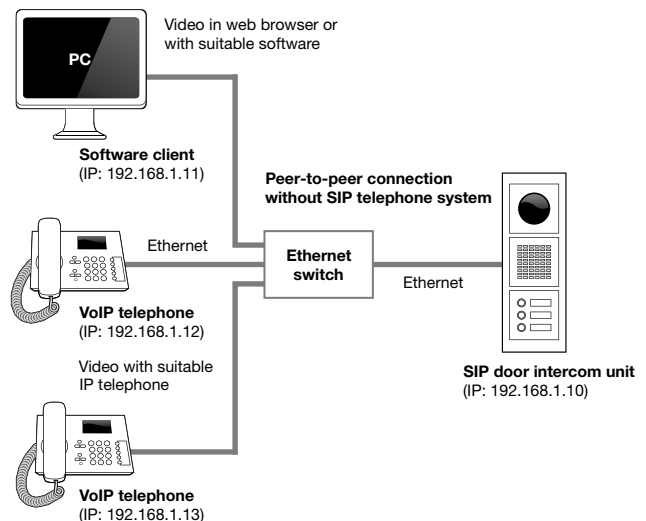 Video in web browser or
with suitable software
PC
Software client
(IP: 192.168.1.11)
Peer-to-peer connection
without SIP telephone system
Ethernet
Ethernet
switch
Ethernet
VoIP telephone
(IP: 192.168.1.12)
Video with suitable
IP telephone
SIP door intercom unit
(IP: 192.168.1.10)
VoIP telephone
(IP: 192.168.1.13)